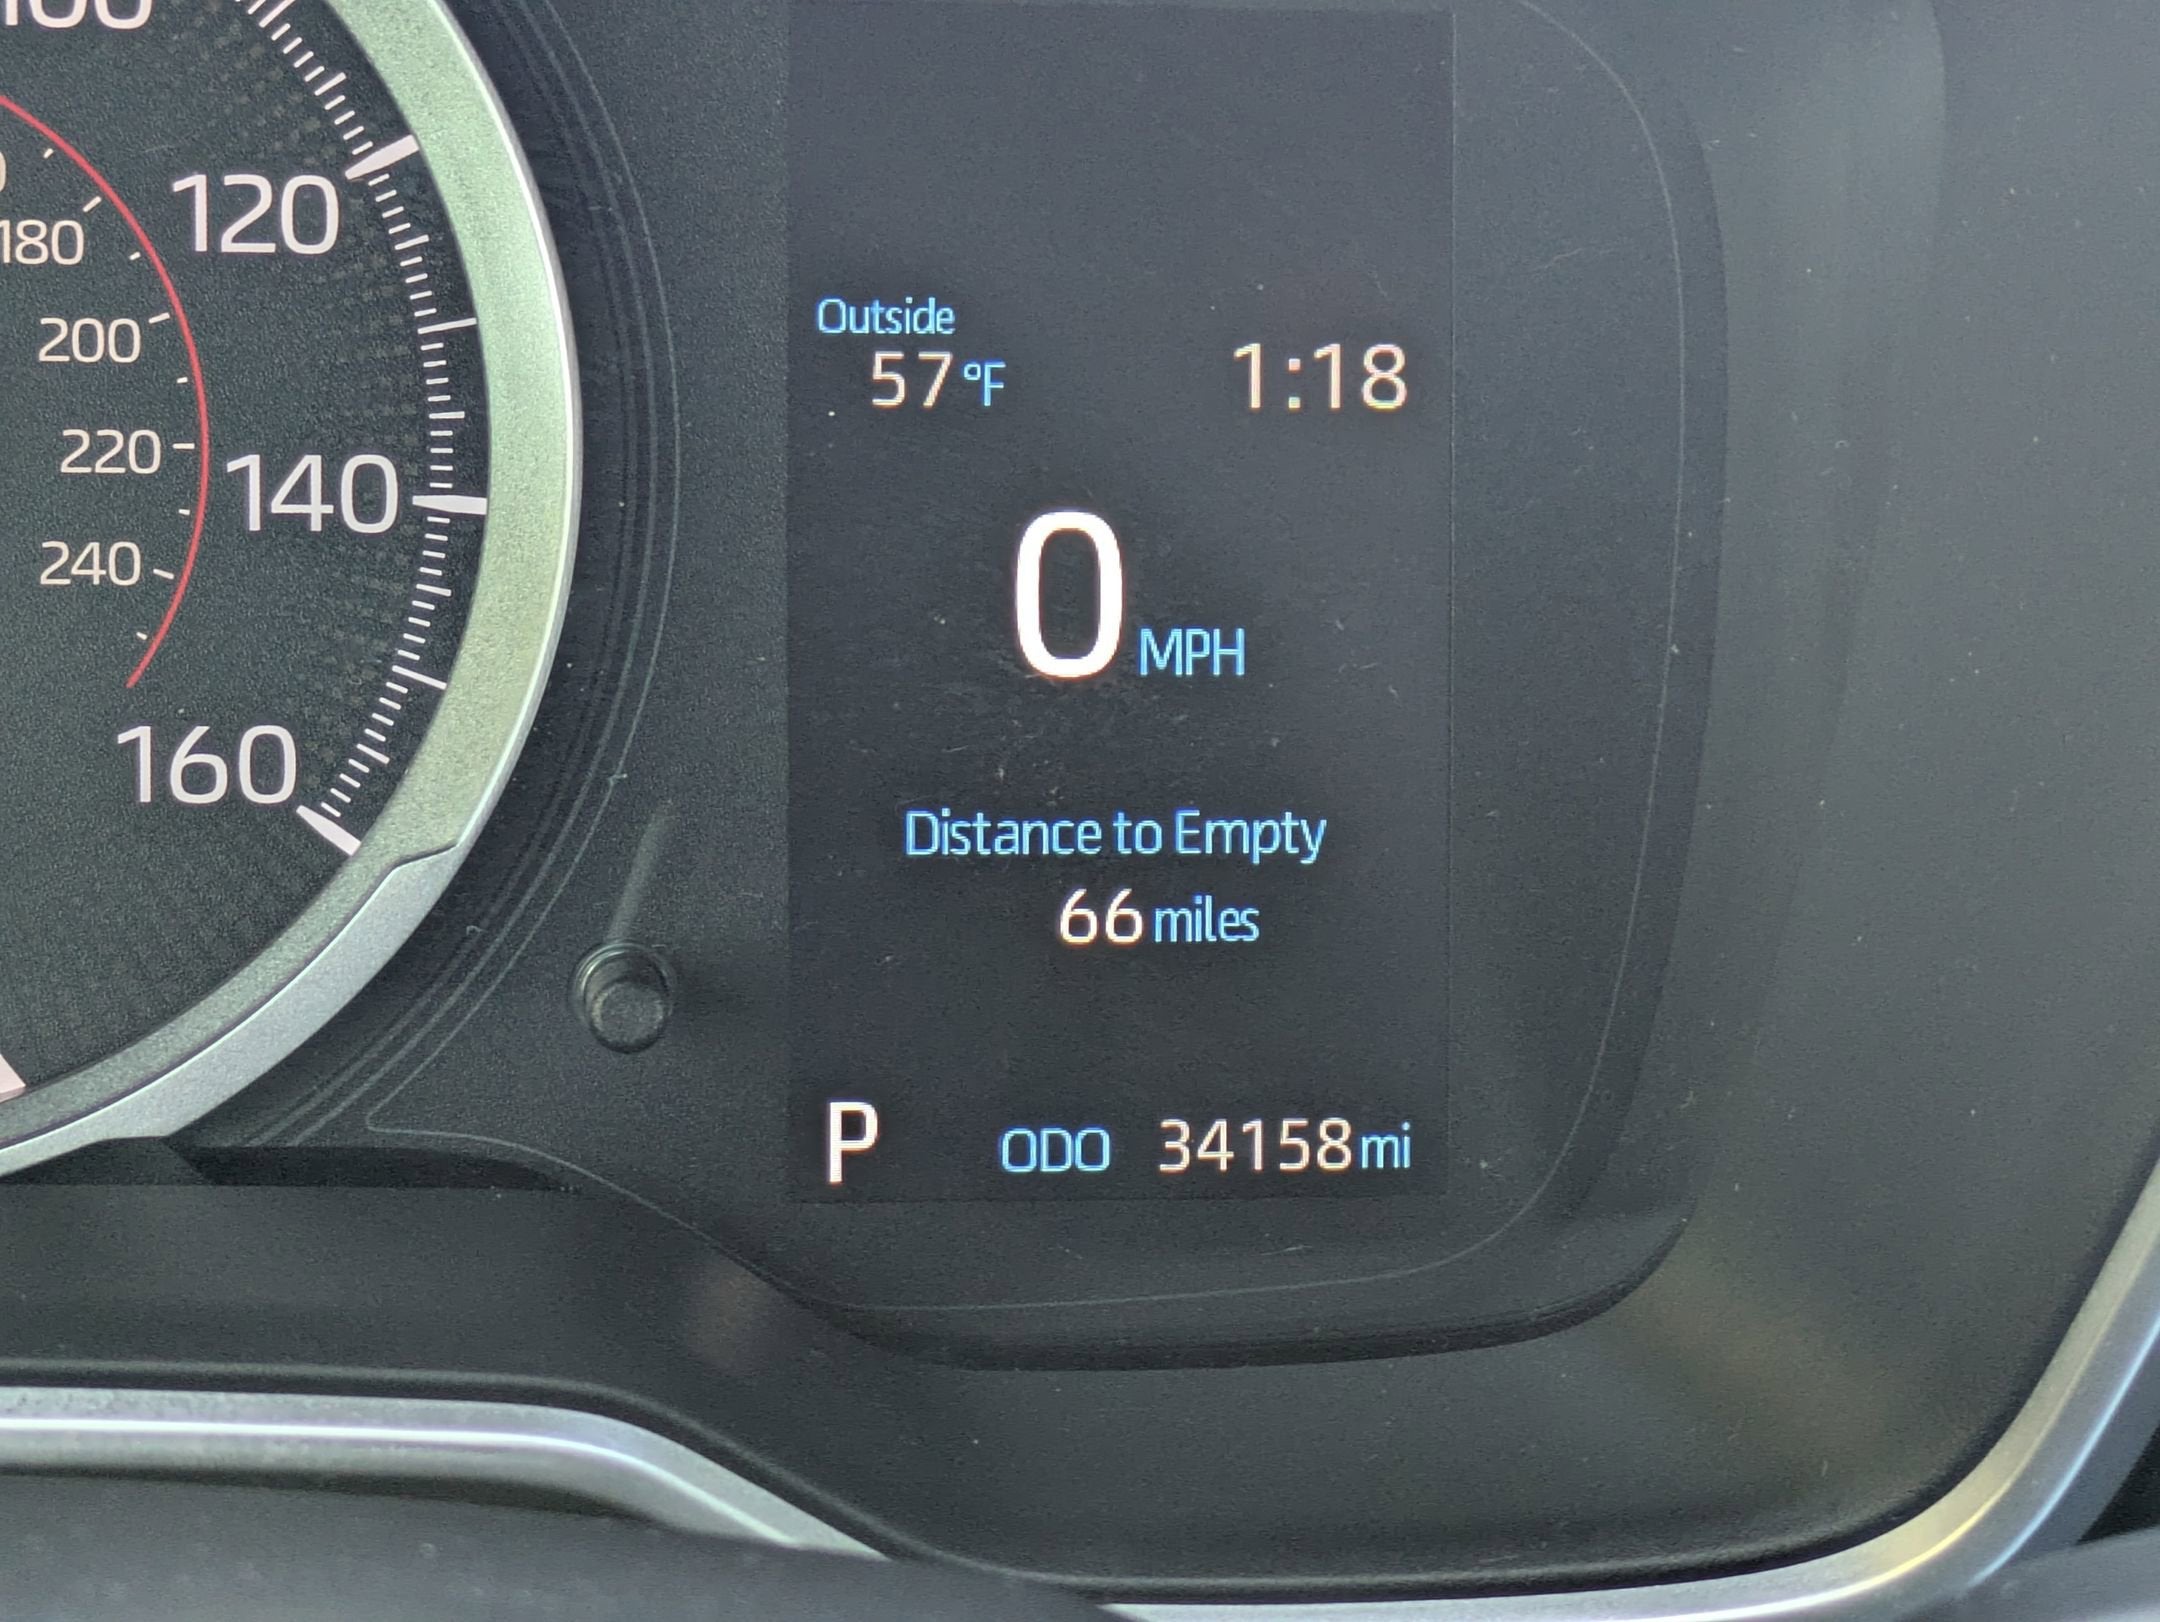 100
120
180
200
220
140
240
160
Outside
57 °F 1:18
0 MPH
Distance to Empty
66 miles
P ODO 34158 mi